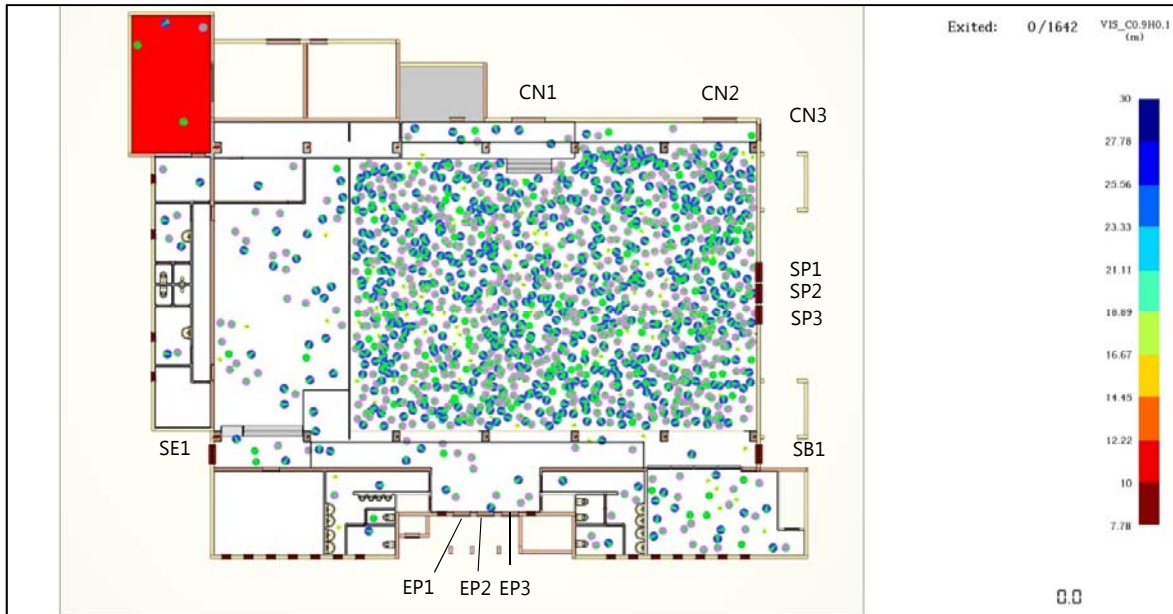 Exited: 0/1642 VIS_C0.9H0.1
(m)
CN1
CN2
CN3
30
27.78
25.56
23.33
21.11
18.89
16.67
14.45
12.22
10
7.78
SP1
SP2
SP3
SE1
SB1
EP1 EP2 EP3
0.0